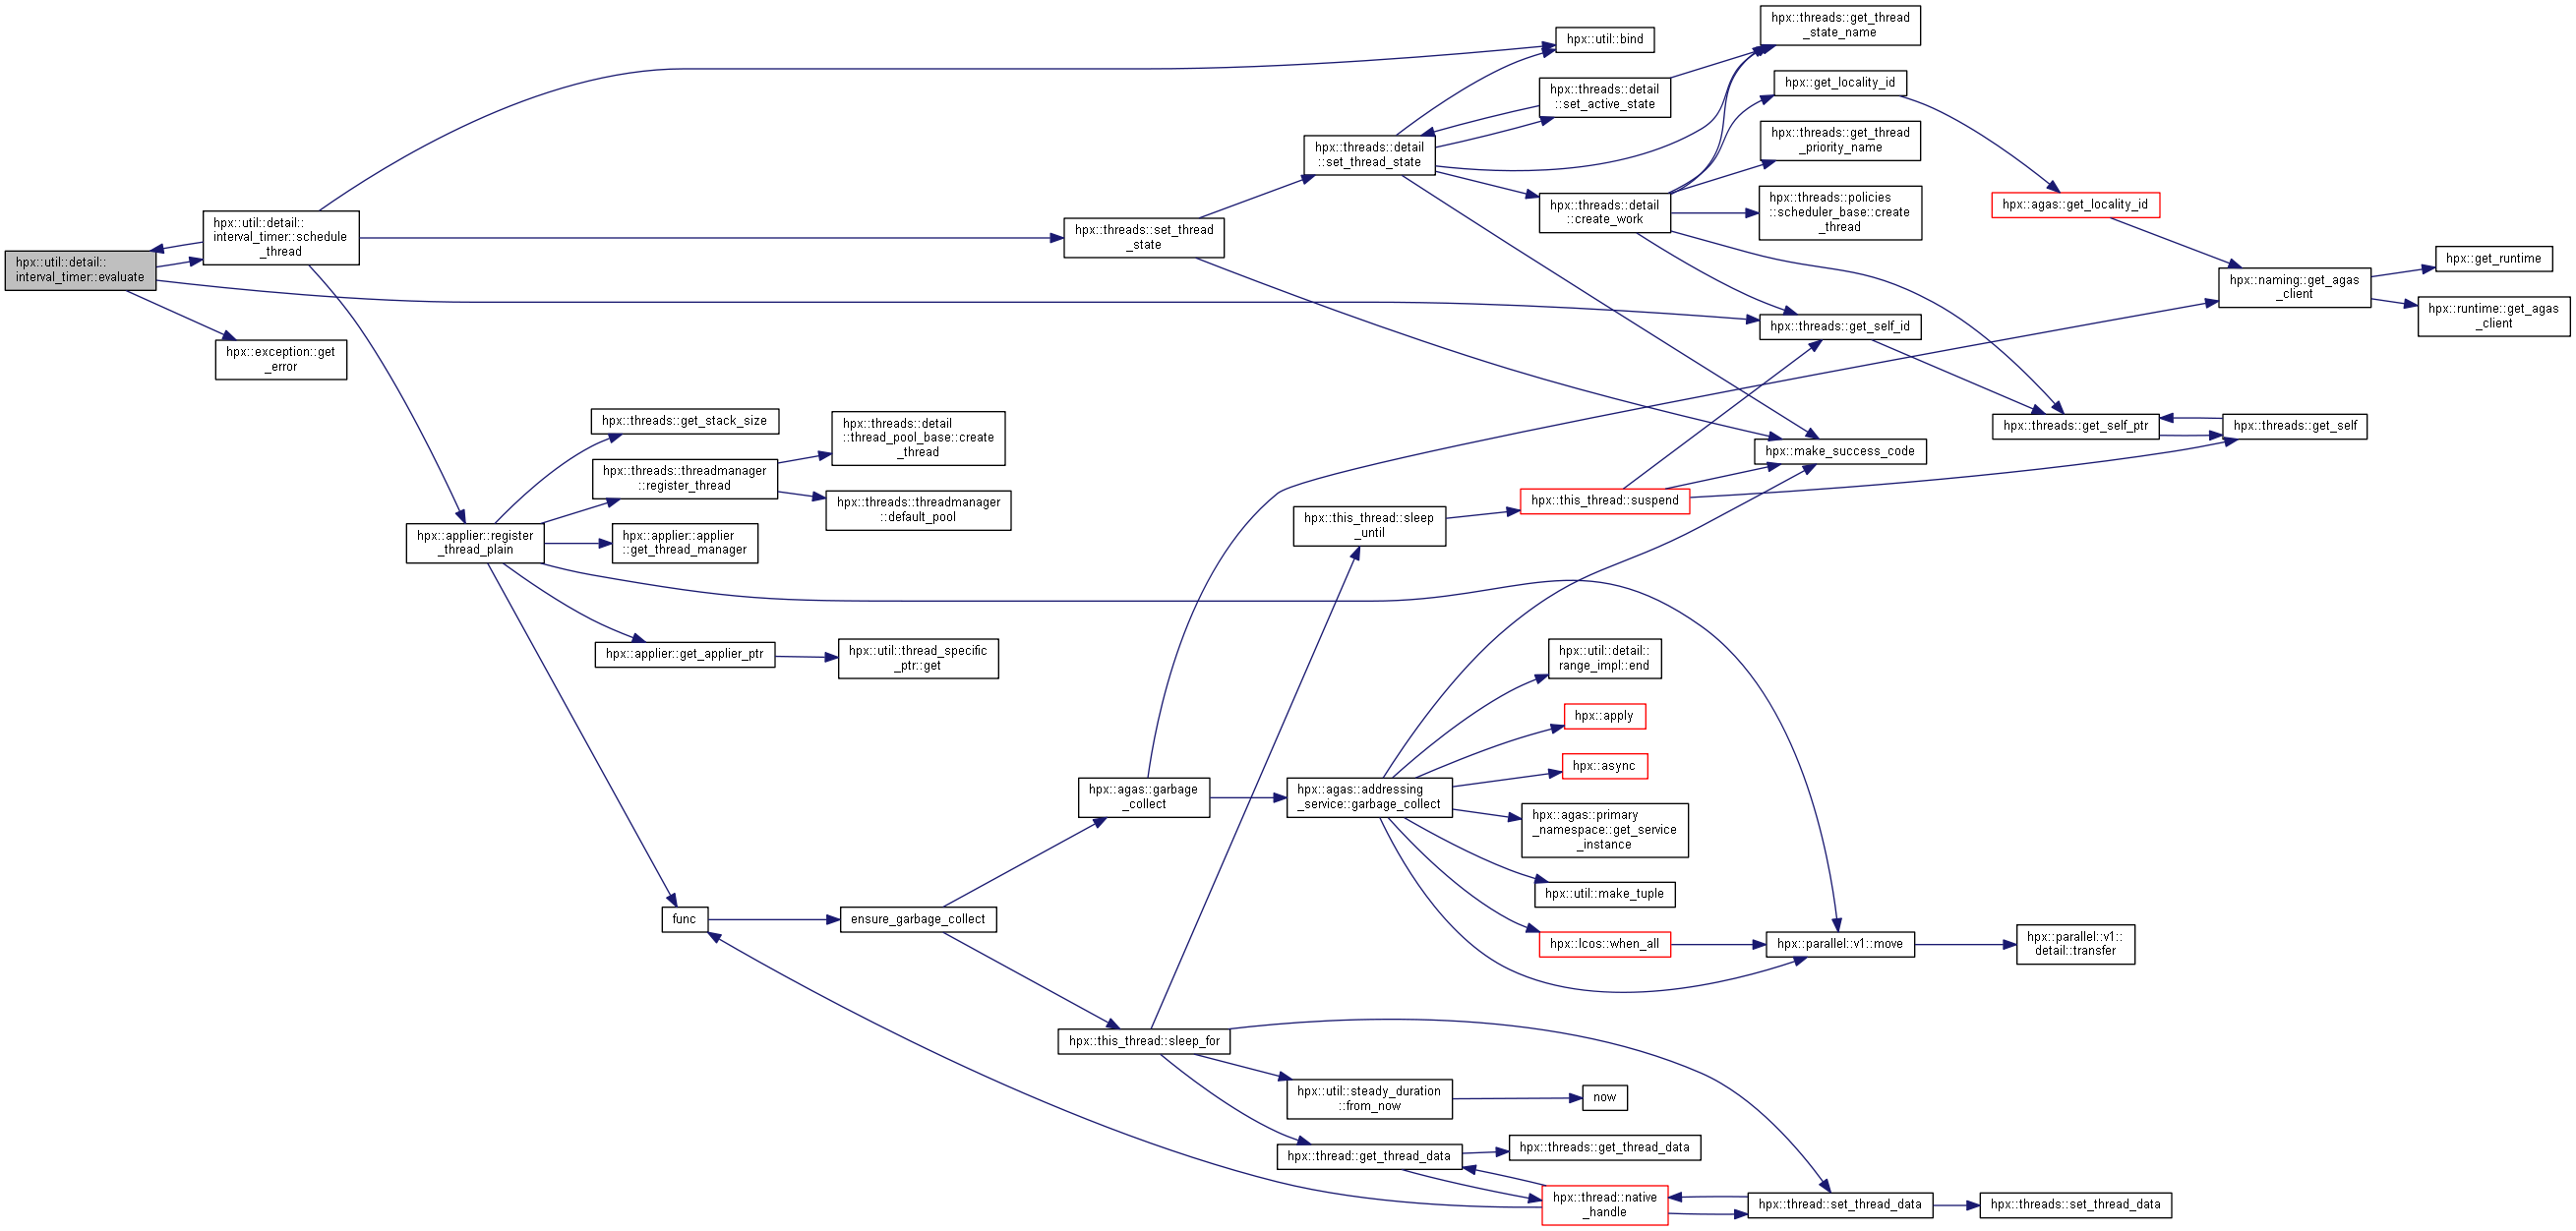 hpx::util::detail::
interval_timer::evaluate
hpx::util::detail::
interval_timer::schedule
_thread
hpx::exception::get
_error
hpx::applier::register
_thread_plain
hpx::threads::get_stack_size
hpx::threads::threadmanager
::register_thread
hpx::applier::applier
::get_thread_manager
hpx::applier::get_applier_ptr
func
hpx::threads::detail
::thread_pool_base::create
_thread
hpx::threads::threadmanager
::default_pool
hpx::util::thread_specific
_ptr::get
ensure_garbage_collect
hpx::threads::set_thread
_state
hpx::agas::garbage
_collect
hpx::this_thread::sleep_for
hpx::threads::detail
::set_thread_state
hpx::this_thread::sleep
_until
hpx::agas::addressing
_service::garbage_collect
hpx::util::steady_duration
::from_now
hpx::thread::get_thread_data
hpx::util::bind
hpx::threads::detail
::set_active_state
hpx::threads::detail
::create_work
hpx::this_thread::suspend
hpx::util::detail::
range_impl::end
hpx::apply
hpx::async
hpx::agas::primary
_namespace::get_service
_instance
hpx::util::make_tuple
hpx::lcos::when_all
now
hpx::threads::get_thread_data
hpx::thread::native
_handle
hpx::threads::get_thread
_state_name
hpx::get_locality_id
hpx::threads::get_thread
_priority_name
hpx::threads::policies
::scheduler_base::create
_thread
hpx::threads::get_self_id
hpx::make_success_code
hpx::parallel::v1::move
hpx::thread::set_thread_data
hpx::agas::get_locality_id
hpx::threads::get_self_ptr
hpx::parallel::v1::
detail::transfer
hpx::threads::set_thread_data
hpx::naming::get_agas
_client
hpx::threads::get_self
hpx::get_runtime
hpx::runtime::get_agas
_client